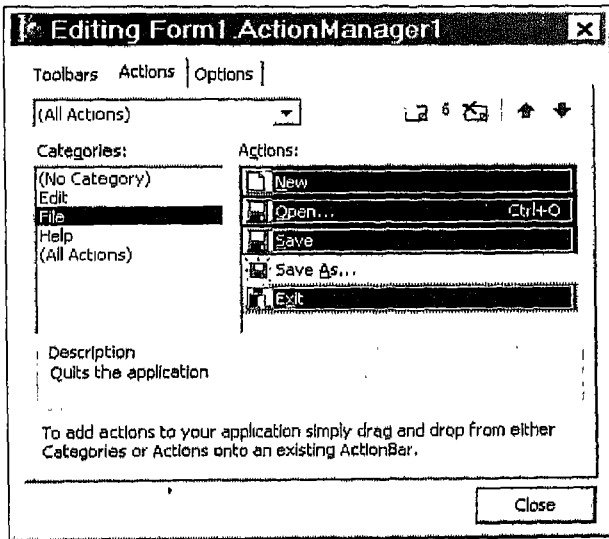 Editing Form1.ActionManager1
Toolbars Actions Options
(All Actions)
Categories: Actions:
(No Category)
Edit
File
Help
(All Actions)
New
Open... Ctrl+O
Save
Save As...
Exit
Description
Quits the application
To add actions to your application simply drag and drop from either
Categories or Actions onto an existing ActionBar.
Close